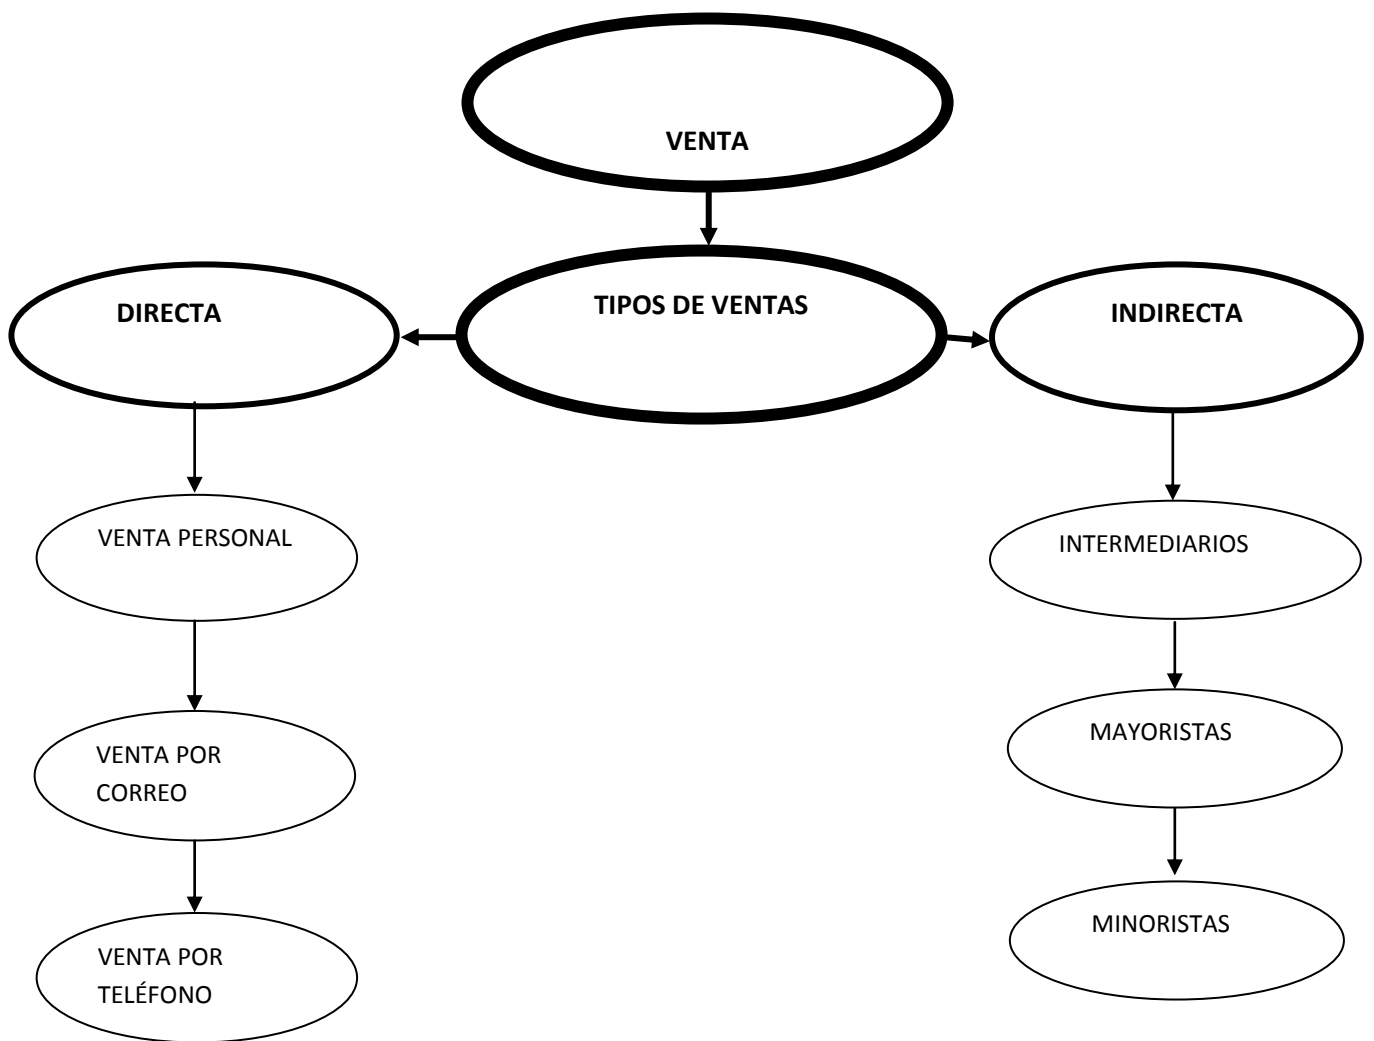 VENTA
TIPOS DE VENTAS
DIRECTA
INDIRECTA
VENTA PERSONAL
INTERMEDIARIOS
VENTA POR
CORREO
MAYORISTAS
VENTA POR
TELÉFONO
MINORISTAS